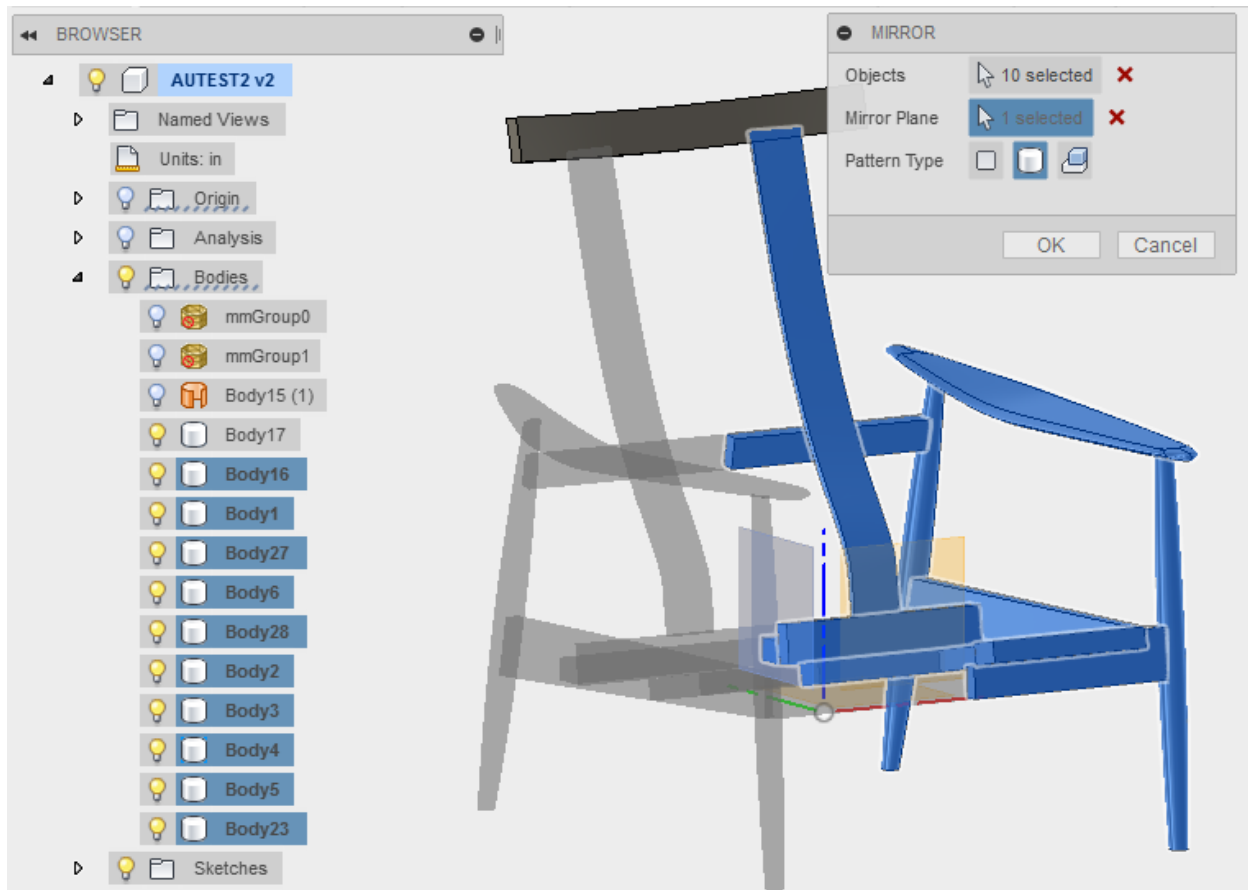 BROWSER
AUTEST2 v2
Named Views
Units: in
Origin
Analysis
Bodies
mmGroup0
mmGroup1
Body15 (1)
Body17
Body16
Body1
Body27
Body6
Body28
Body2
Body3
Body4
Body5
Body23
Sketches
MIRROR
Objects 10 selected
Mirror Plane 1 selected
Pattern Type
OK Cancel